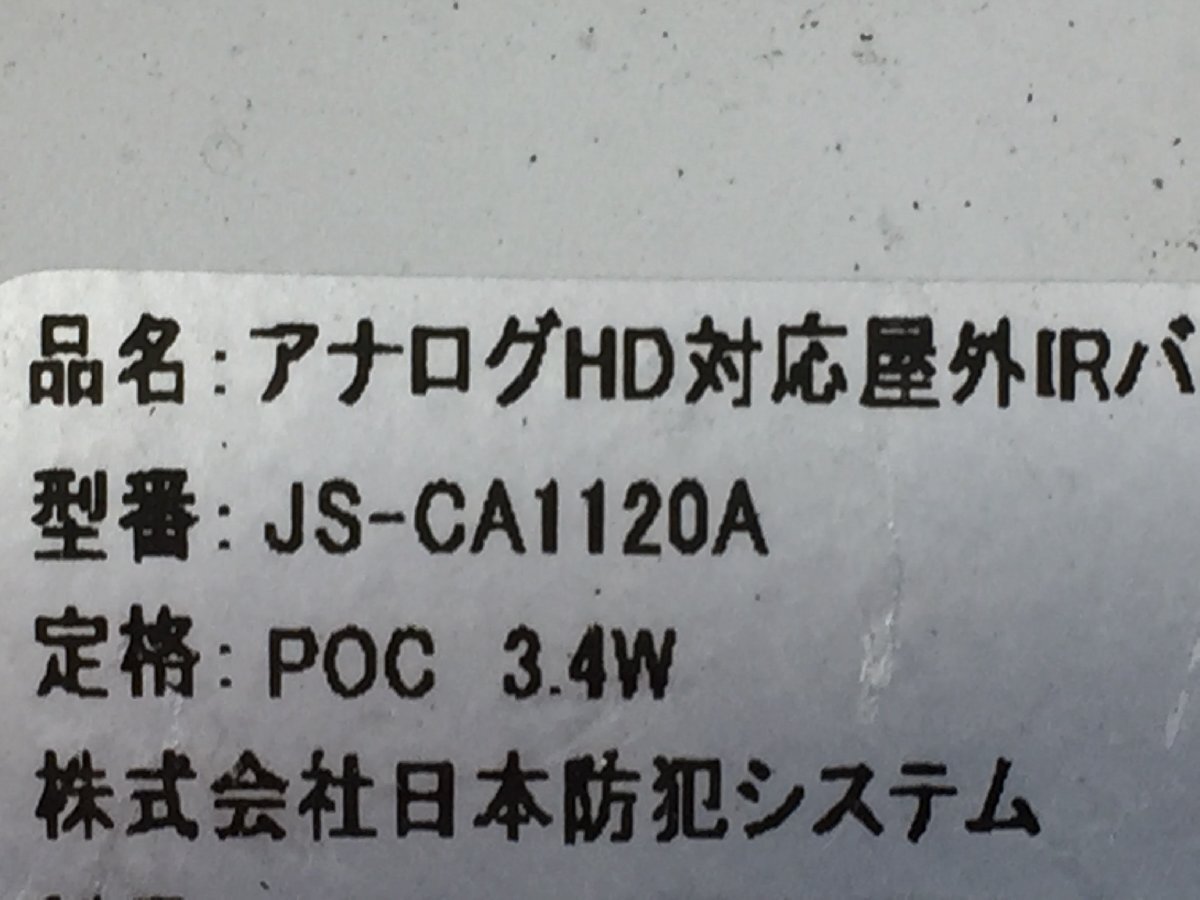 品名:アナログHD対応屋外IRバ
型番:JS-CA1120A
定格:POC 3.4W
株式会社日本防犯システム